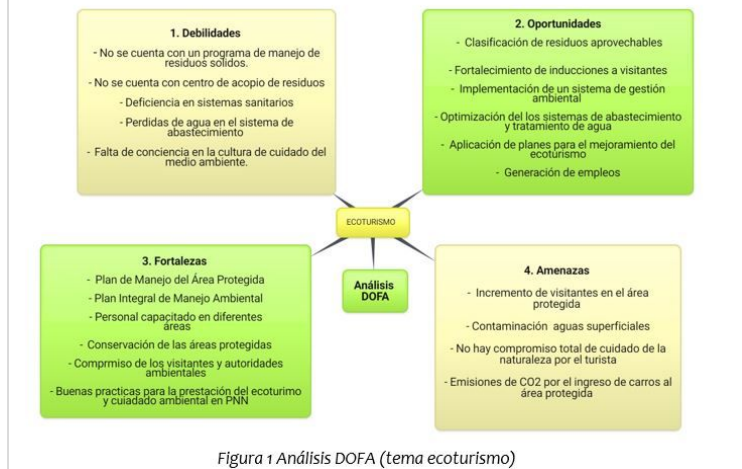 1. Debilidades
- No se cuenta con un programa de manejo de
residuos solidos.
- No se cuenta con centro de acopio de residuos
- Deficiencia en sistemas sanitarios
- Perdidas de agua en el sistema de
abastecimiento
- Falta de conciencia en la cultura de cuidado del
medio ambiente.
2. Oportunidades
- Clasificación de residuos aprovechables
- Fortalecimiento de inducciones a visitantes
- Implementación de un sistema de gestión
ambiental
- Optimización del los sistemas de abastecimiento
y tratamiento de agua
- Aplicación de planes para el mejoramiento del
ecoturismo
- Generación de empleos
ECOTURISMO
Análisis
DOFA
3. Fortalezas
- Plan de Manejo del Área Protegida
- Plan Integral de Manejo Ambiental
- Personal capacitado en diferentes
áreas
- Conservación de las áreas protegidas
- Comprmiso de los visitantes y autoridades
ambientales
- Buenas practicas para la prestación del ecoturimo
y cuiadado ambiental en PNN
4. Amenazas
- Incremento de visitantes en el área
protegida
- Contaminación aguas superficiales
- No hay compromiso total de cuidado de la
naturaleza por el turista
- Emisiones de CO2 por el ingreso de carros al
área protegida
Figura 1 Análisis DOFA (tema ecoturismo)